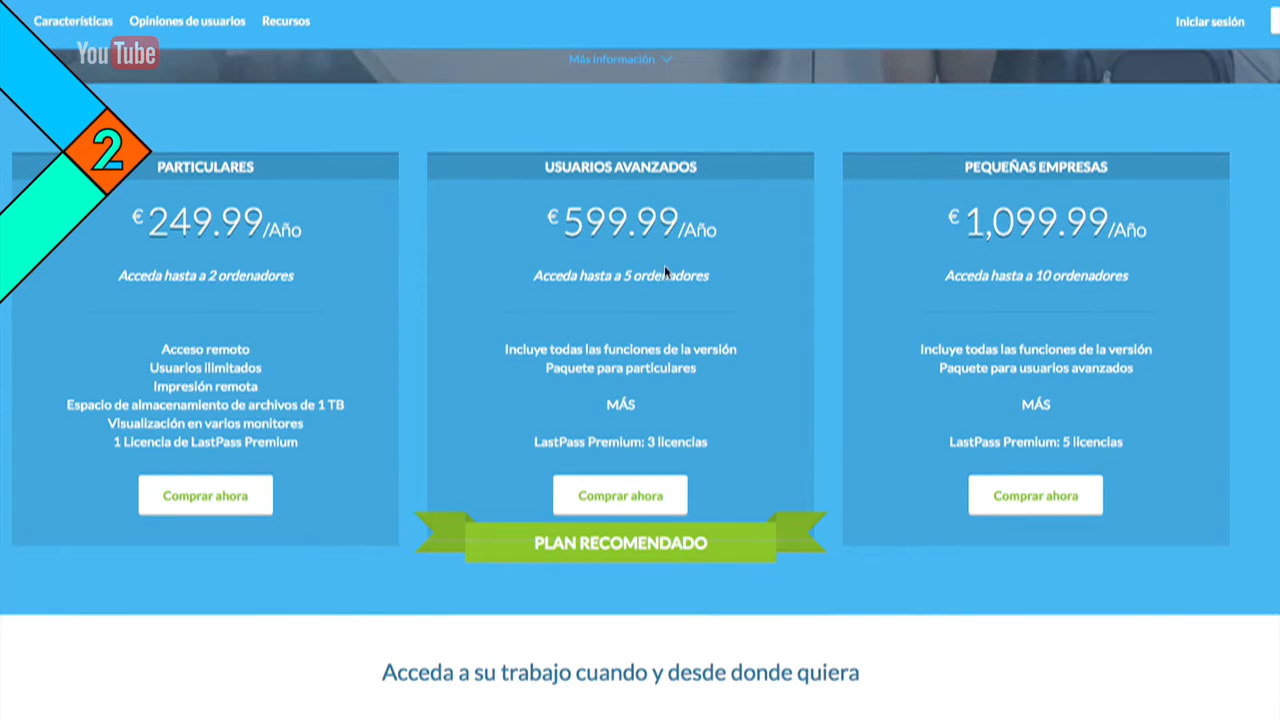 Características Opiniones de usuarios Recursos Iniciar sesión
YouTube
Más información
2
PARTICULARES
€249.99/Año
Acceda hasta a 2 ordenadores
Acceso remoto
Usuarios ilimitados
Impresión remota
Espacio de almacenamiento de archivos de 1 TB
Visualización en varios monitores
1 Licencia de LastPass Premium
Comprar ahora
USUARIOS AVANZADOS
€599.99/Año
Acceda hasta a 5 ordenadores
Incluye todas las funciones de la versión
Paquete para particulares
MÁS
LastPass Premium: 3 licencias
Comprar ahora
PLAN RECOMENDADO
PEQUEÑAS EMPRESAS
€1,099.99/Año
Acceda hasta a 10 ordenadores
Incluye todas las funciones de la versión
Paquete para usuarios avanzados
MÁS
LastPass Premium: 5 licencias
Comprar ahora
Acceda a su trabajo cuando y desde donde quiera